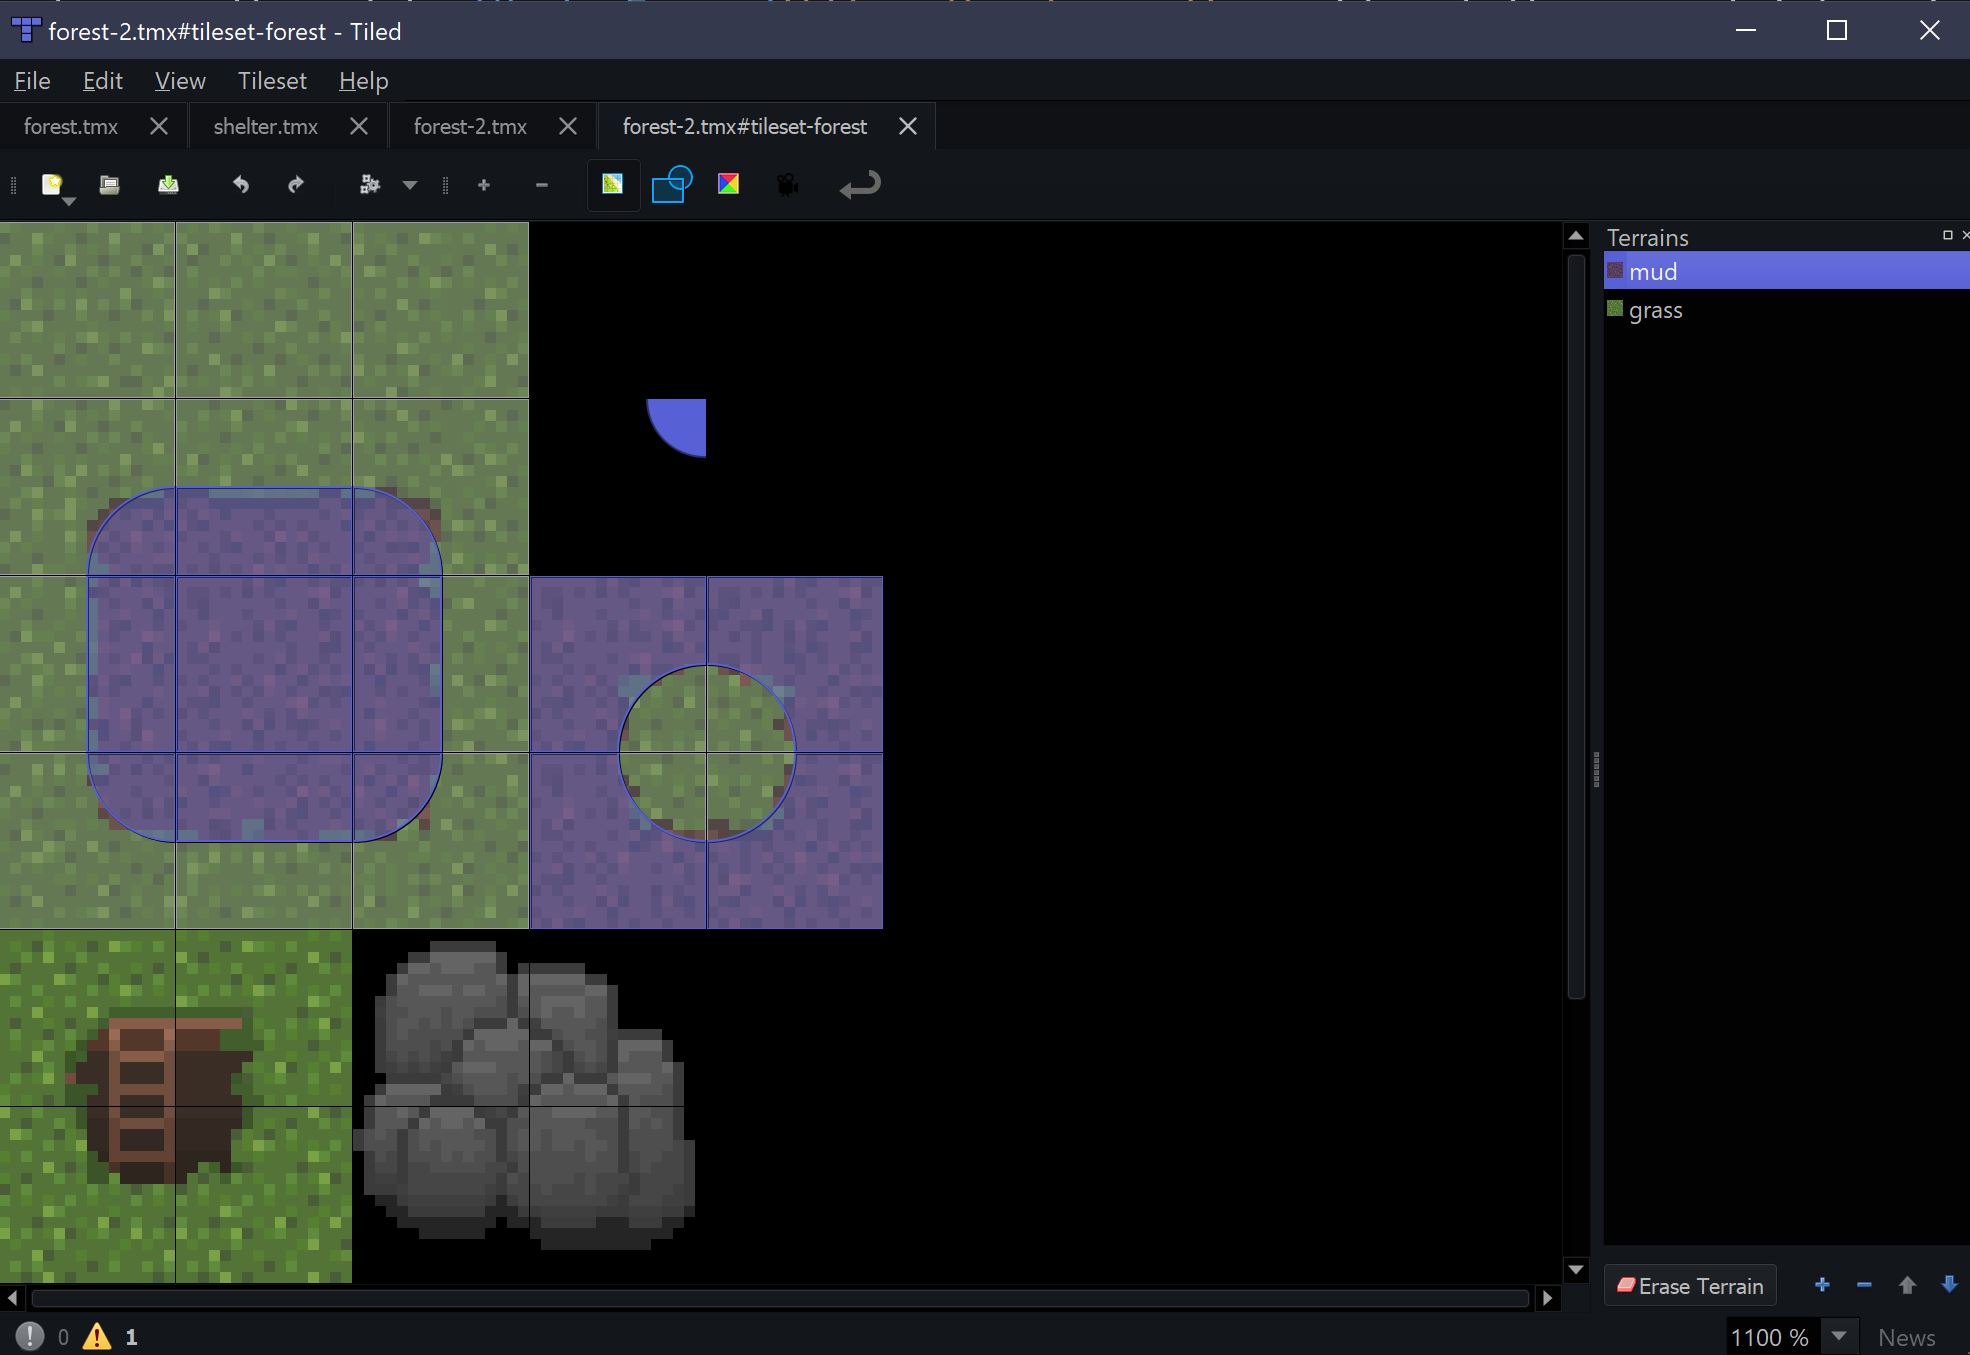 forest-2.tmx#tileset-forest - Tiled
File Edit View Tileset Help
forest.tmx shelter.tmx forest-2.tmx forest-2.tmx#tileset-forest
Terrains
mud
grass
Erase Terrain
0 1 1100 % News